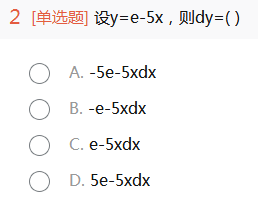 2 [单选题] 设y=e-5x，则dy=( )
A. -5e-5xdx
B. -e-5xdx
C. e-5xdx
D. 5e-5xdx